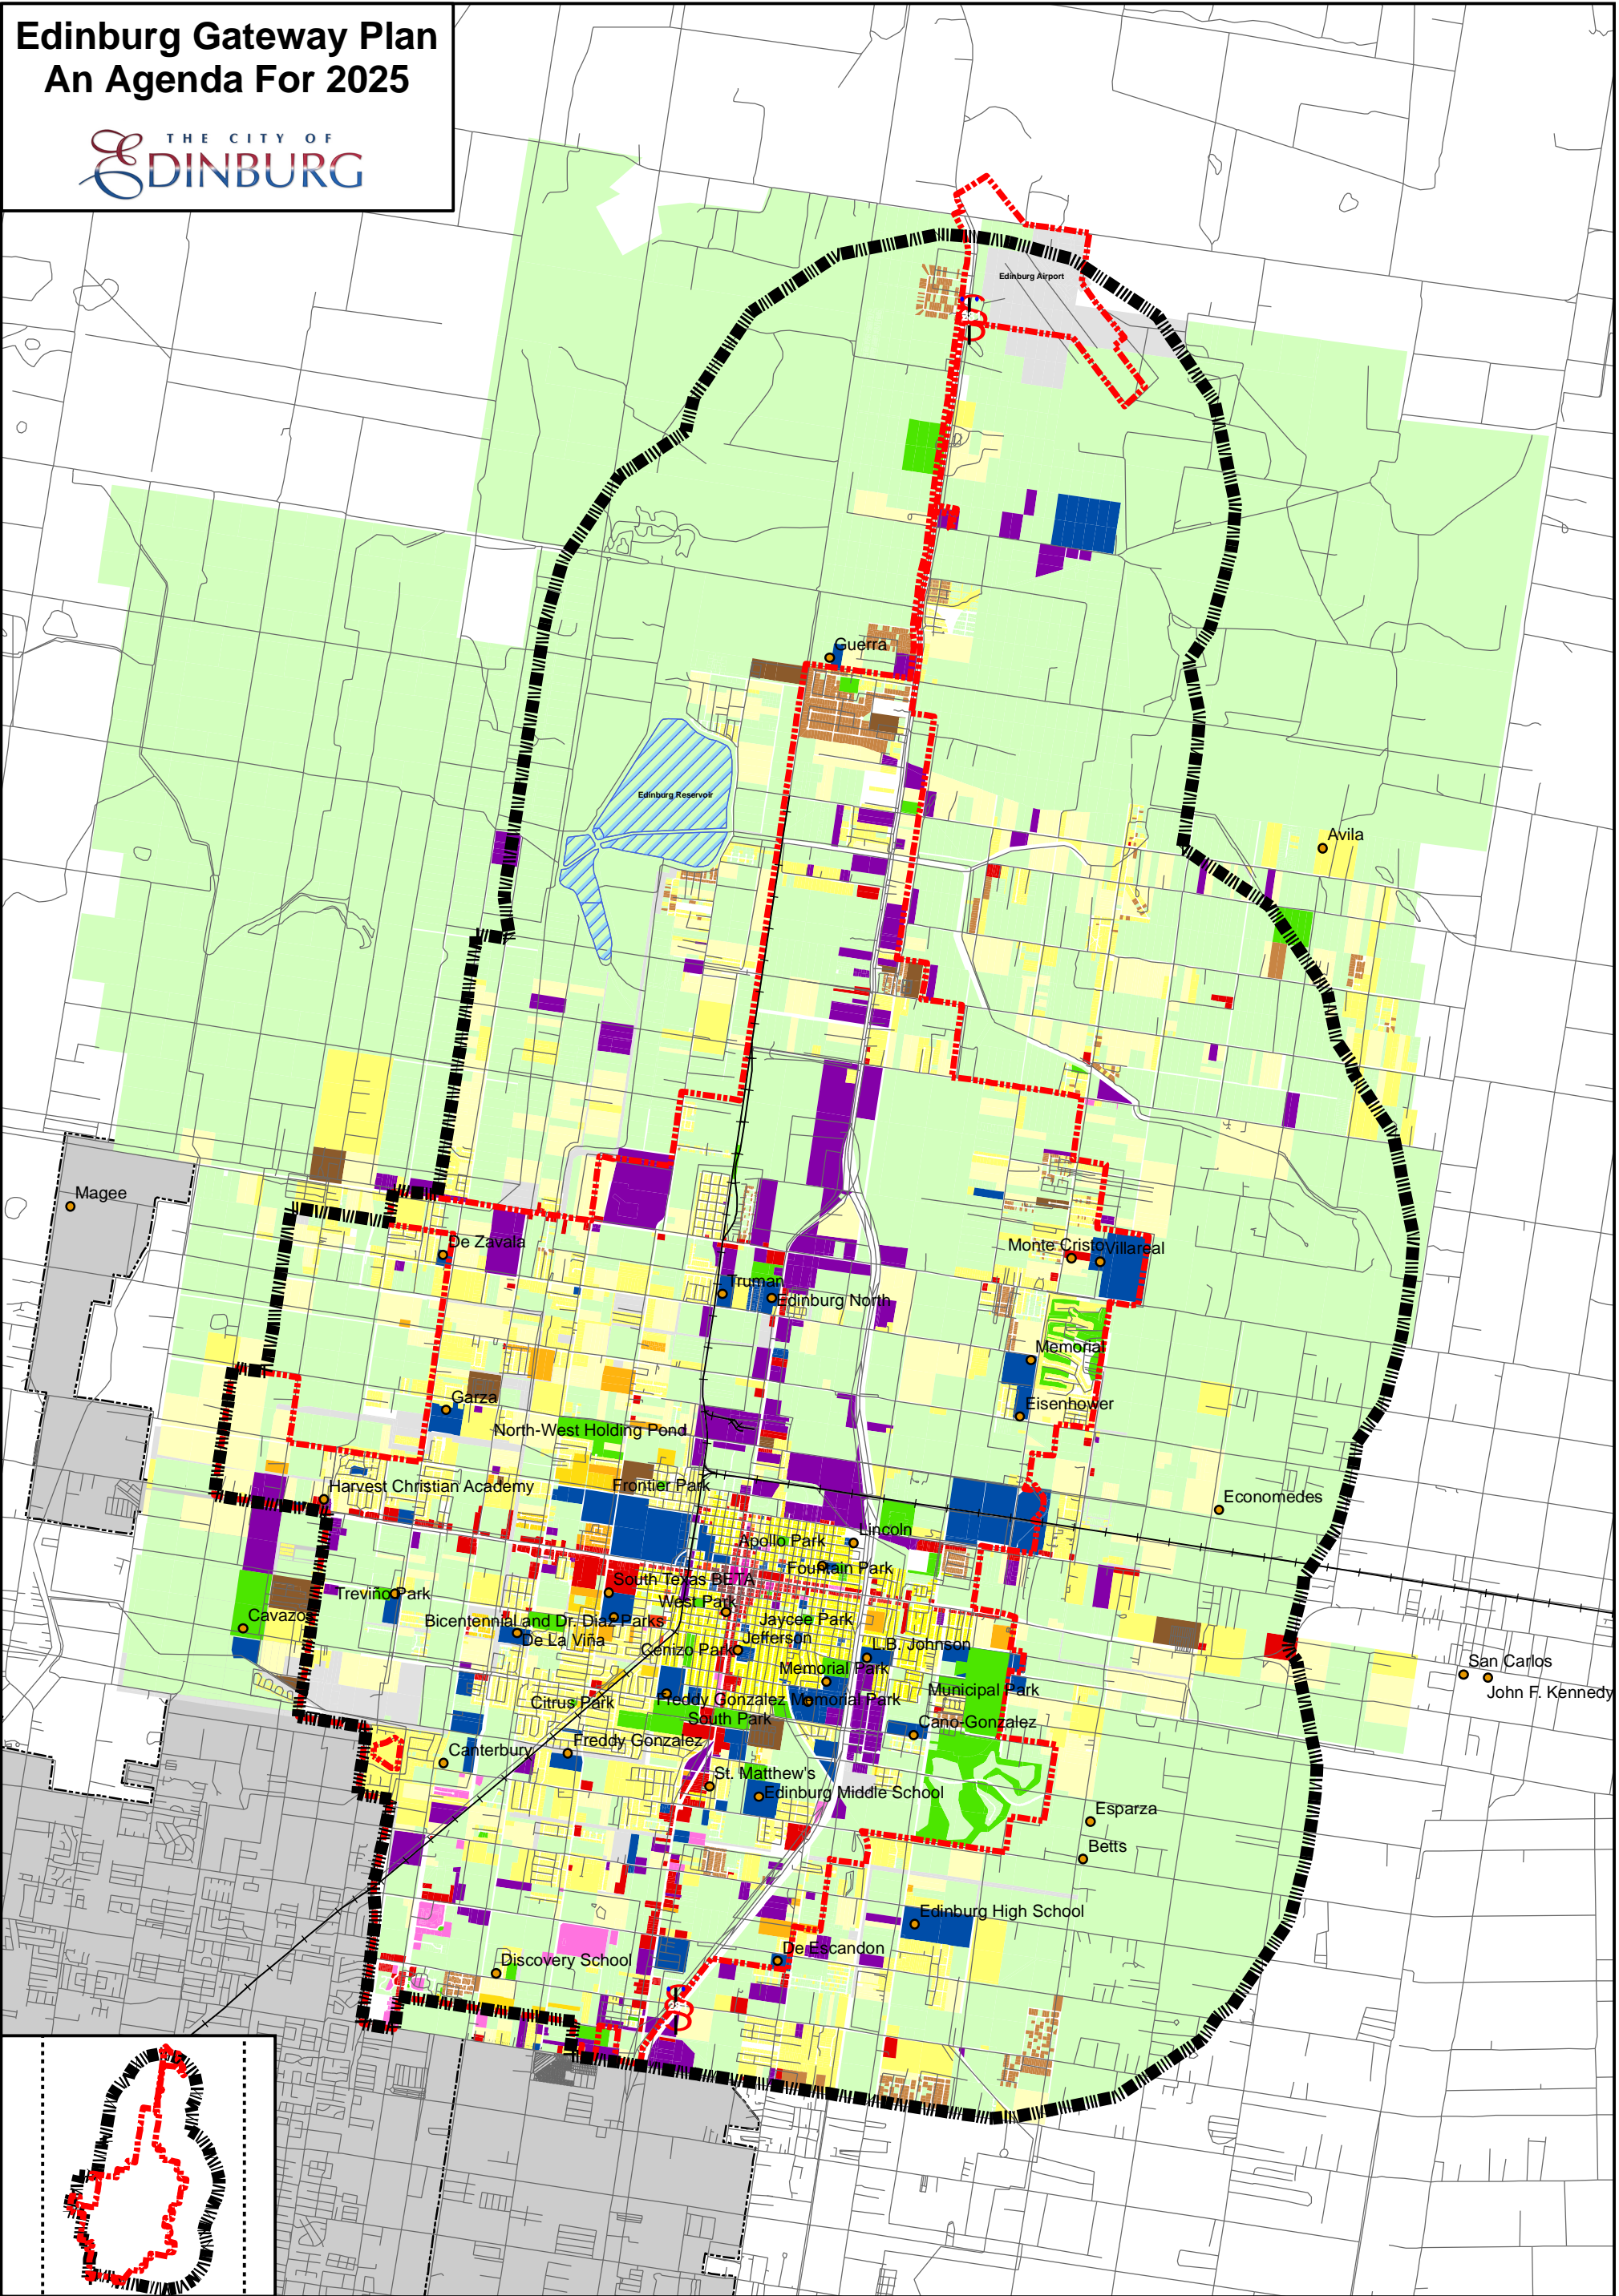 Edinburg Gateway Plan
An Agenda For 2025
THE CITY OF
EDINBURG
Edinburg Airport
Guerra
Edinburg Reservoir
Avila
Magee
De Zavala
Monte Cristo
Villareal
Truman
Edinburg North
Memorial
Garza
Eisenhower
North-West Holding Pond
Frontier Park
Harvest Christian Academy
Economedes
Apollo Park
Lincoln
Fountain Park
South Texas BETA
Treviño Park
West Park
Cavazos
Bicentennial and Dr. Diaz Parks
Jaycee Park
De La Viña
Jefferson
L.B. Johnson
Cenizo Park
San Carlos
Memorial Park
Municipal Park
John F. Kennedy
Citrus Park
Freddy Gonzalez Memorial Park
South Park
Cano-Gonzalez
Freddy Gonzalez
Canterbury
St. Matthew's
Edinburg Middle School
Esparza
Betts
Edinburg High School
De Escandon
Discovery School